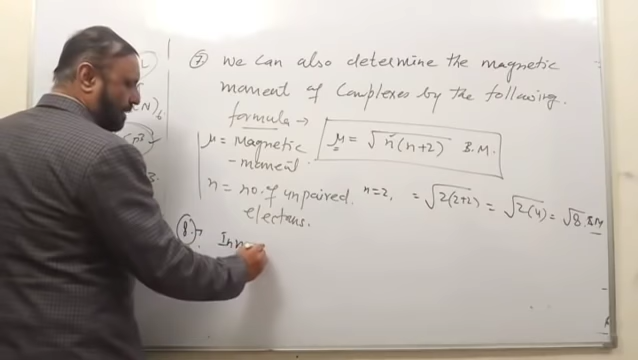 ⑦ we can also determine the magnetic
moment of Complexes by the following.
formula →
μ = √n(n+2) B.M.
μ = Magnetic
- moment.
n = no. of unpaired
electrons.
n=2, = √2(2+2) = √2(4) = √8 B.M
⑧.→ Inn